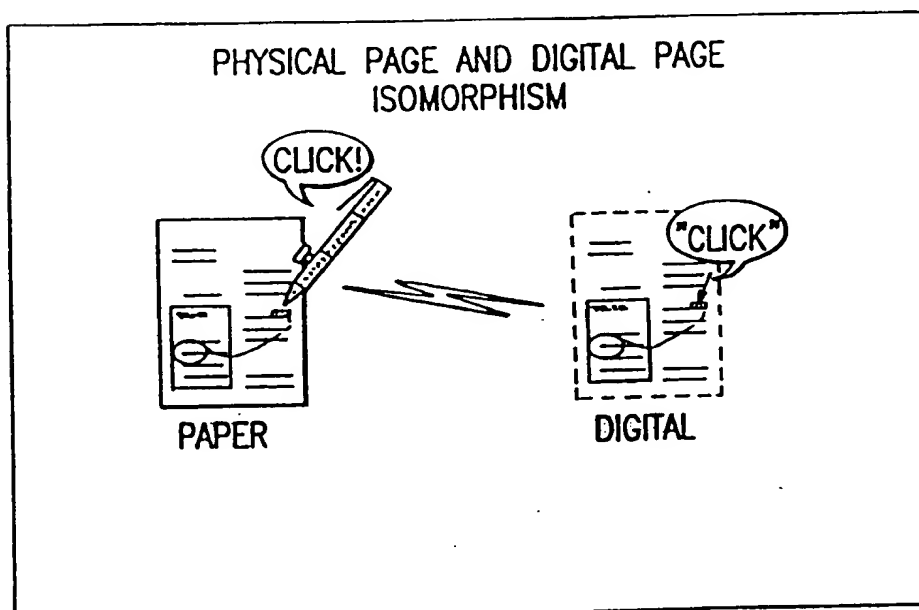 PHYSICAL PAGE AND DIGITAL PAGE
ISOMORPHISM
CLICK!
"CLICK"
PAPER
DIGITAL